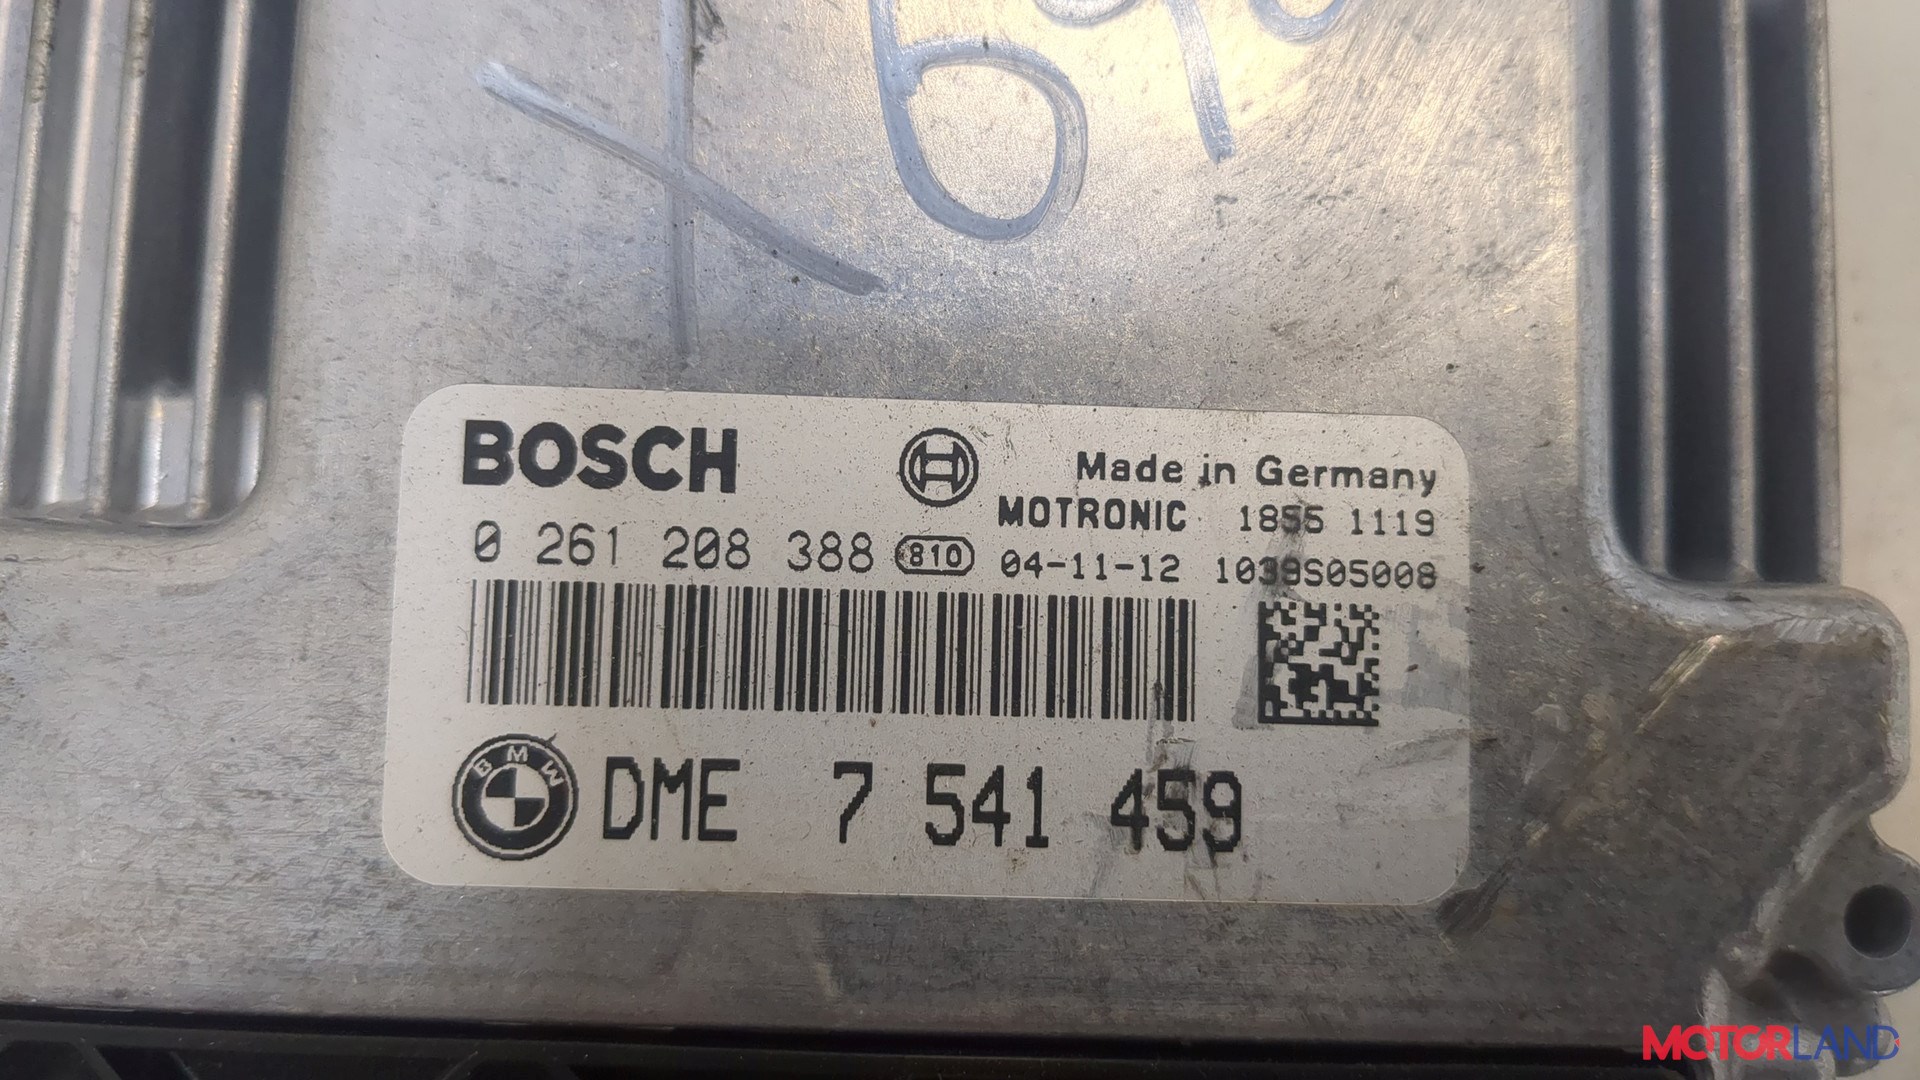 BOSCH
Made in Germany
MOTRONIC 1855 1119
0 261 208 388 810 04-11-12 1039S05008
BMW DME 7 541 459
MOTORLAND